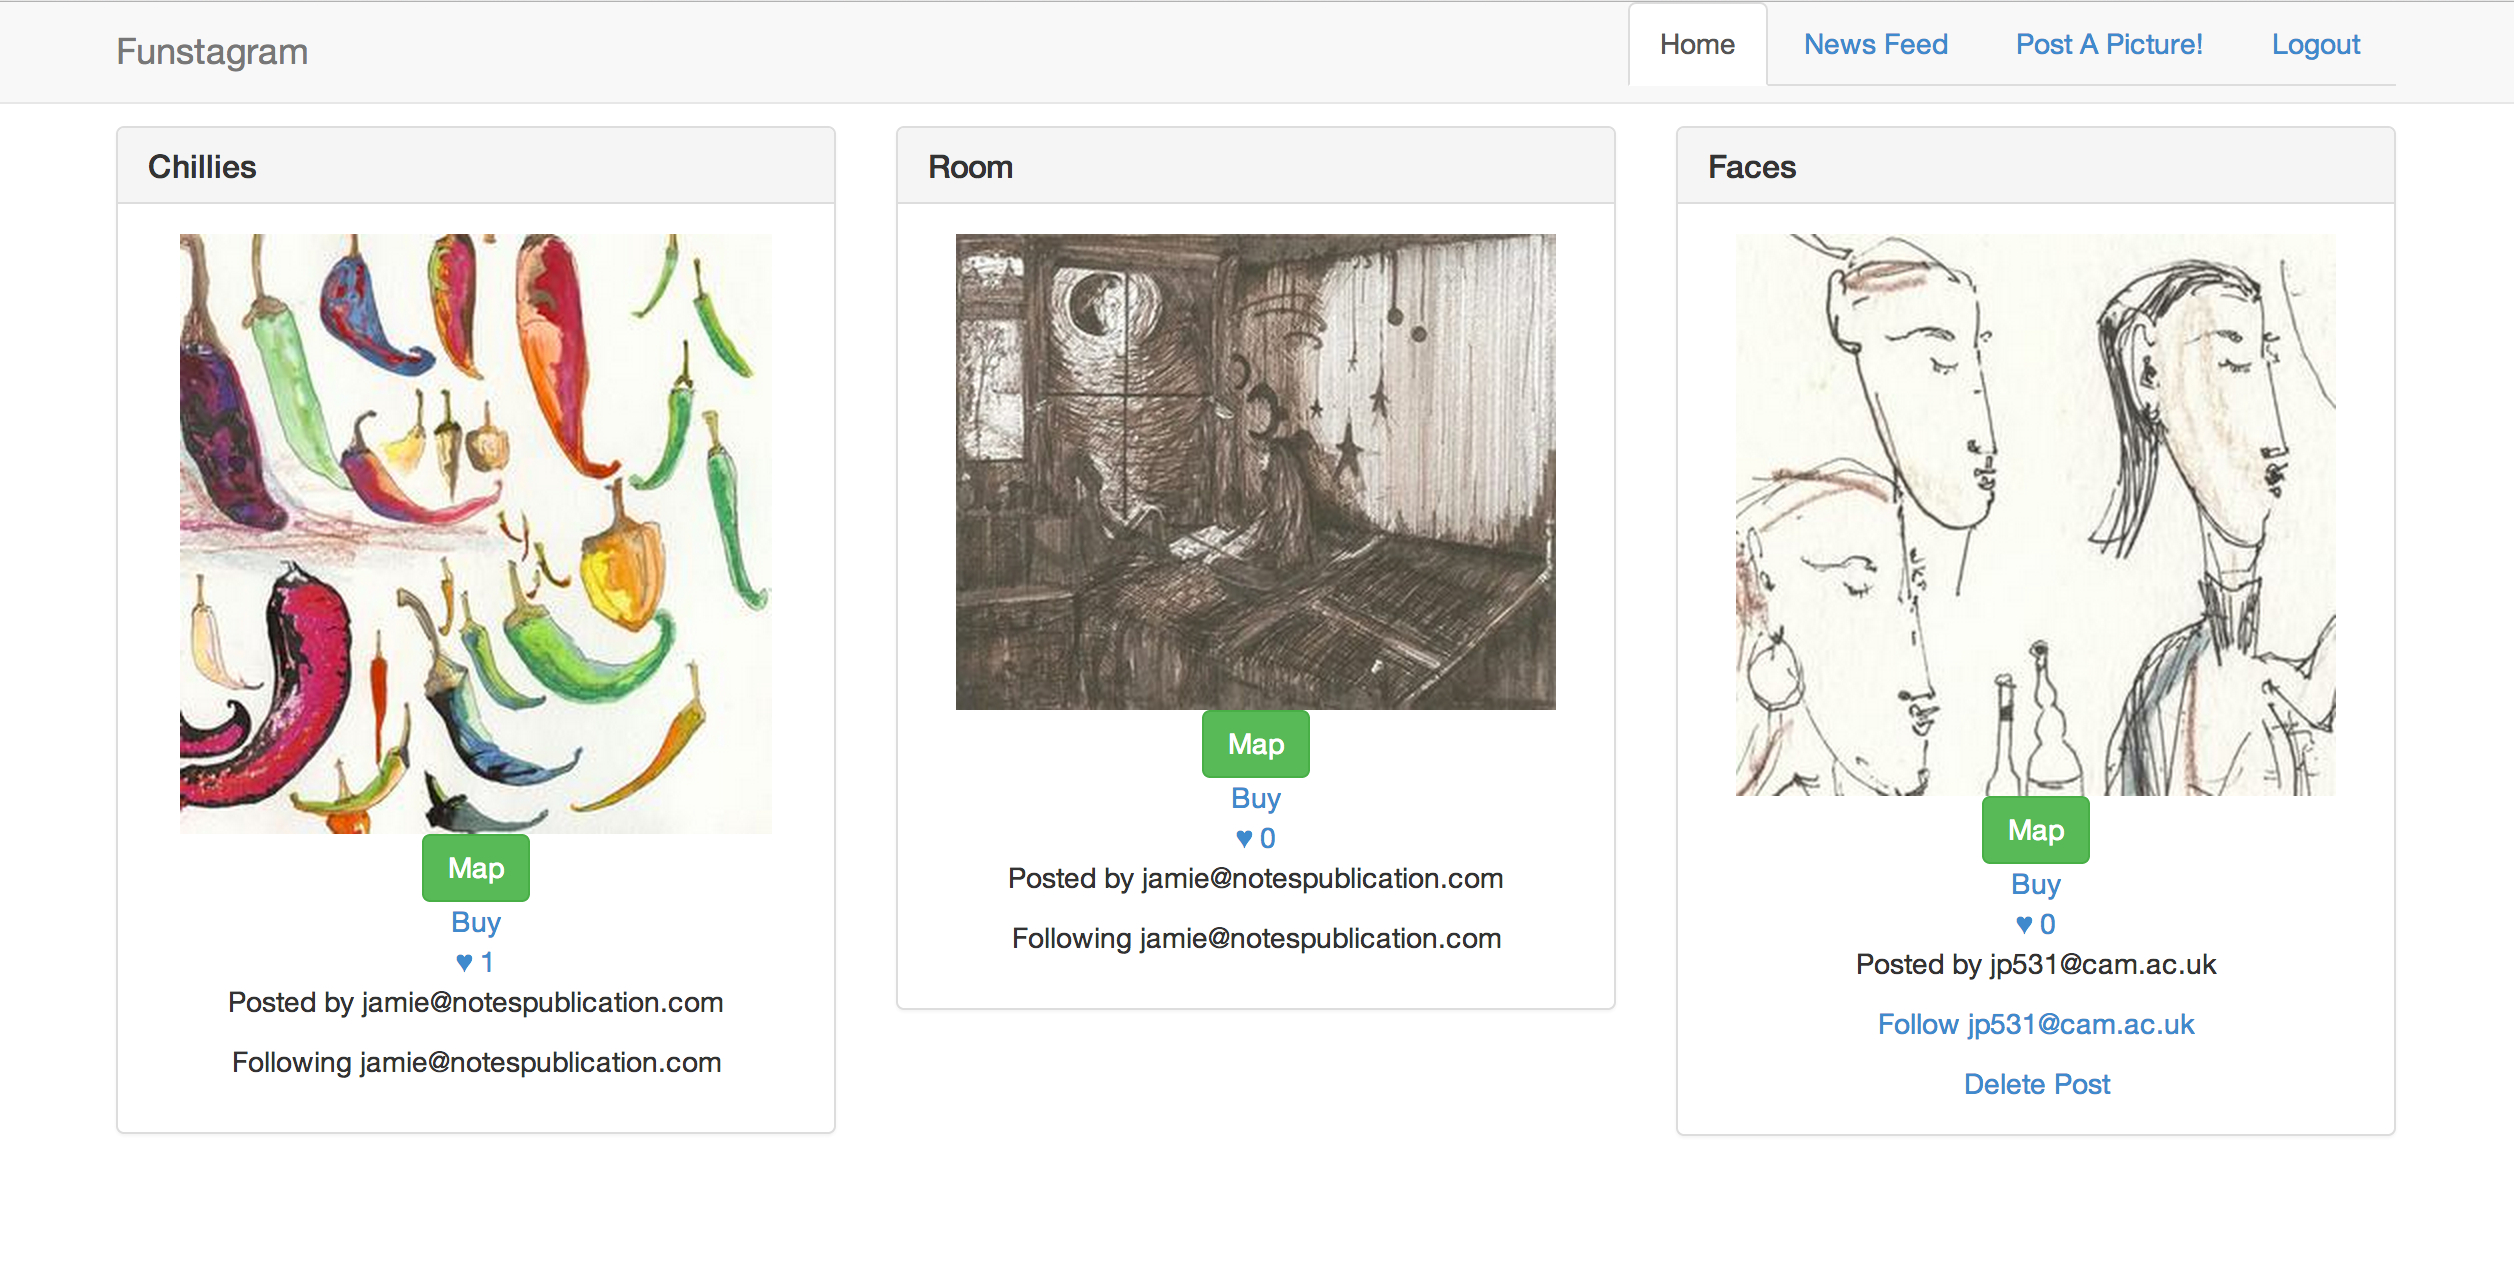 Funstagram
Home
News Feed
Post A Picture!
Logout
Chillies
Map
Buy
♥ 1
Posted by jamie@notespublication.com
Following jamie@notespublication.com
Room
Map
Buy
♥ 0
Posted by jamie@notespublication.com
Following jamie@notespublication.com
Faces
Map
Buy
♥ 0
Posted by jp531@cam.ac.uk
Follow jp531@cam.ac.uk
Delete Post